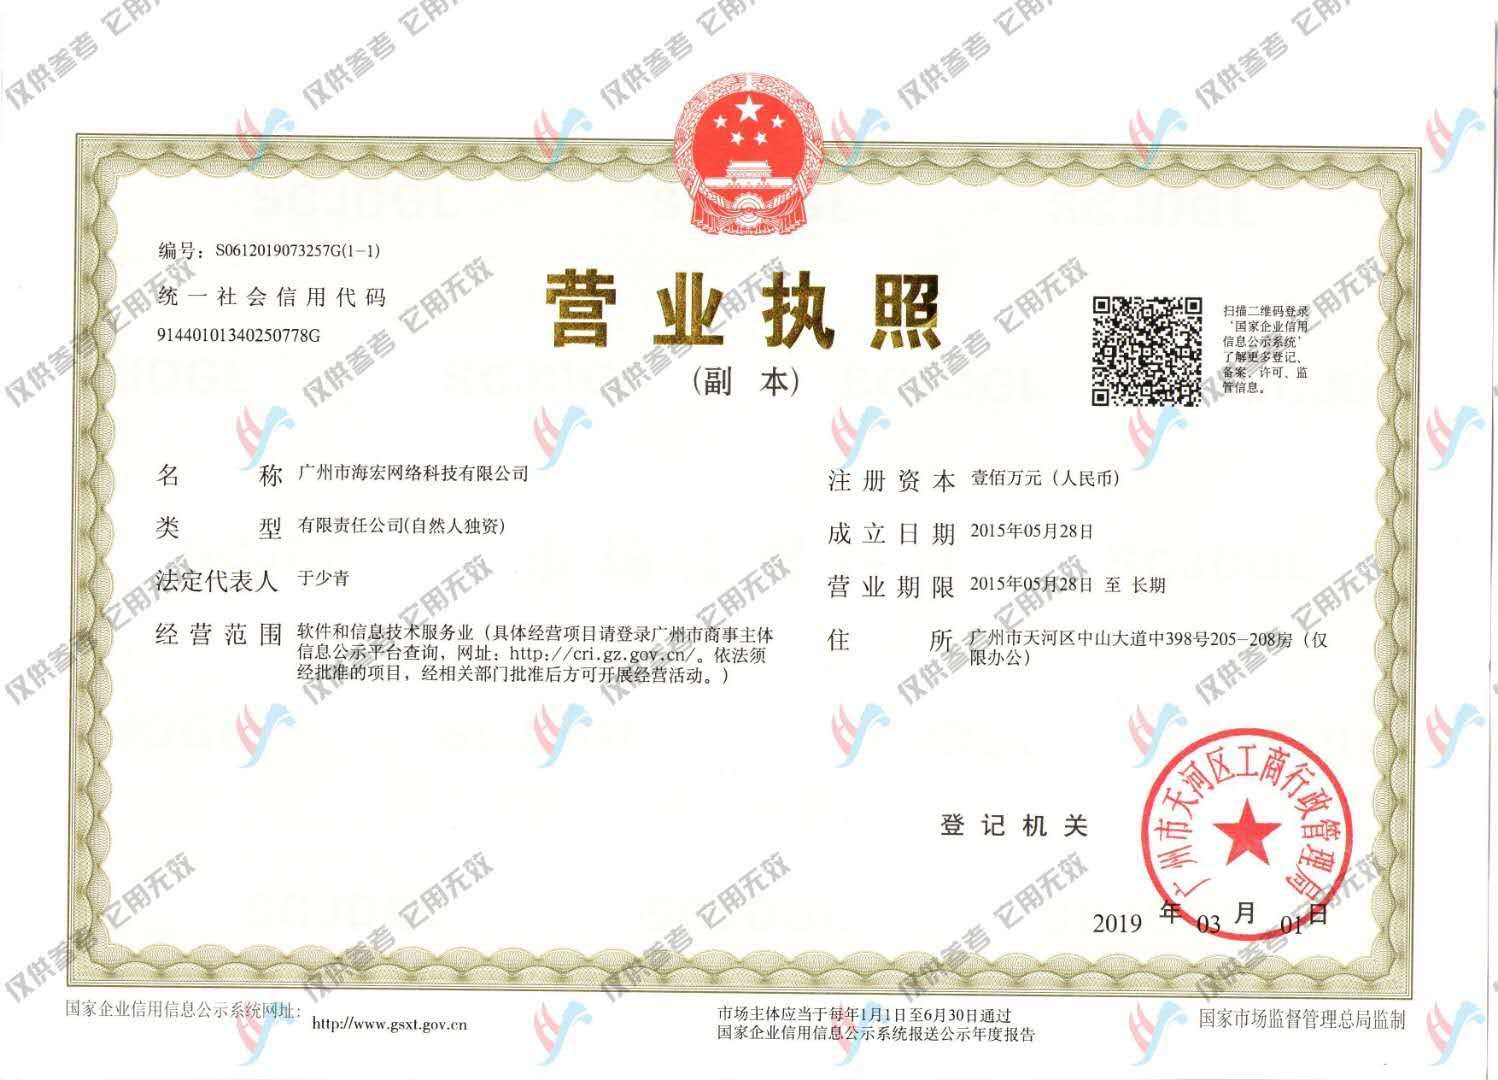 编号：S0612019073257G(1-1)
统一社会信用代码
91440101340250778G
营业执照
(副 本)
扫描二维码登录
‘国家企业信用
信息公示系统’
了解更多登记、
备案、许可、监
管信息。
名 称 广州市海宏网络科技有限公司
类 型 有限责任公司(自然人独资)
法定代表人 于少青
经营范围 软件和信息技术服务业（具体经营项目请登录广州市商事主体
信息公示平台查询，网址：http://cri.gz.gov.cn/。依法须
经批准的项目，经相关部门批准后方可开展经营活动。）
注册资本 壹佰万元（人民币）
成立日期 2015年05月28日
营业期限 2015年05月28日 至 长期
住 所 广州市天河区中山大道中398号205-208房（仅
限办公）
登记机关
广州市天河区工商行政管理局
2019 年 03 月 01日
国家企业信用信息公示系统网址：
http://www.gsxt.gov.cn
市场主体应当于每年1月1日至6月30日通过
国家企业信用信息公示系统报送公示年度报告
国家市场监督管理总局监制
仅供参考 它用无效